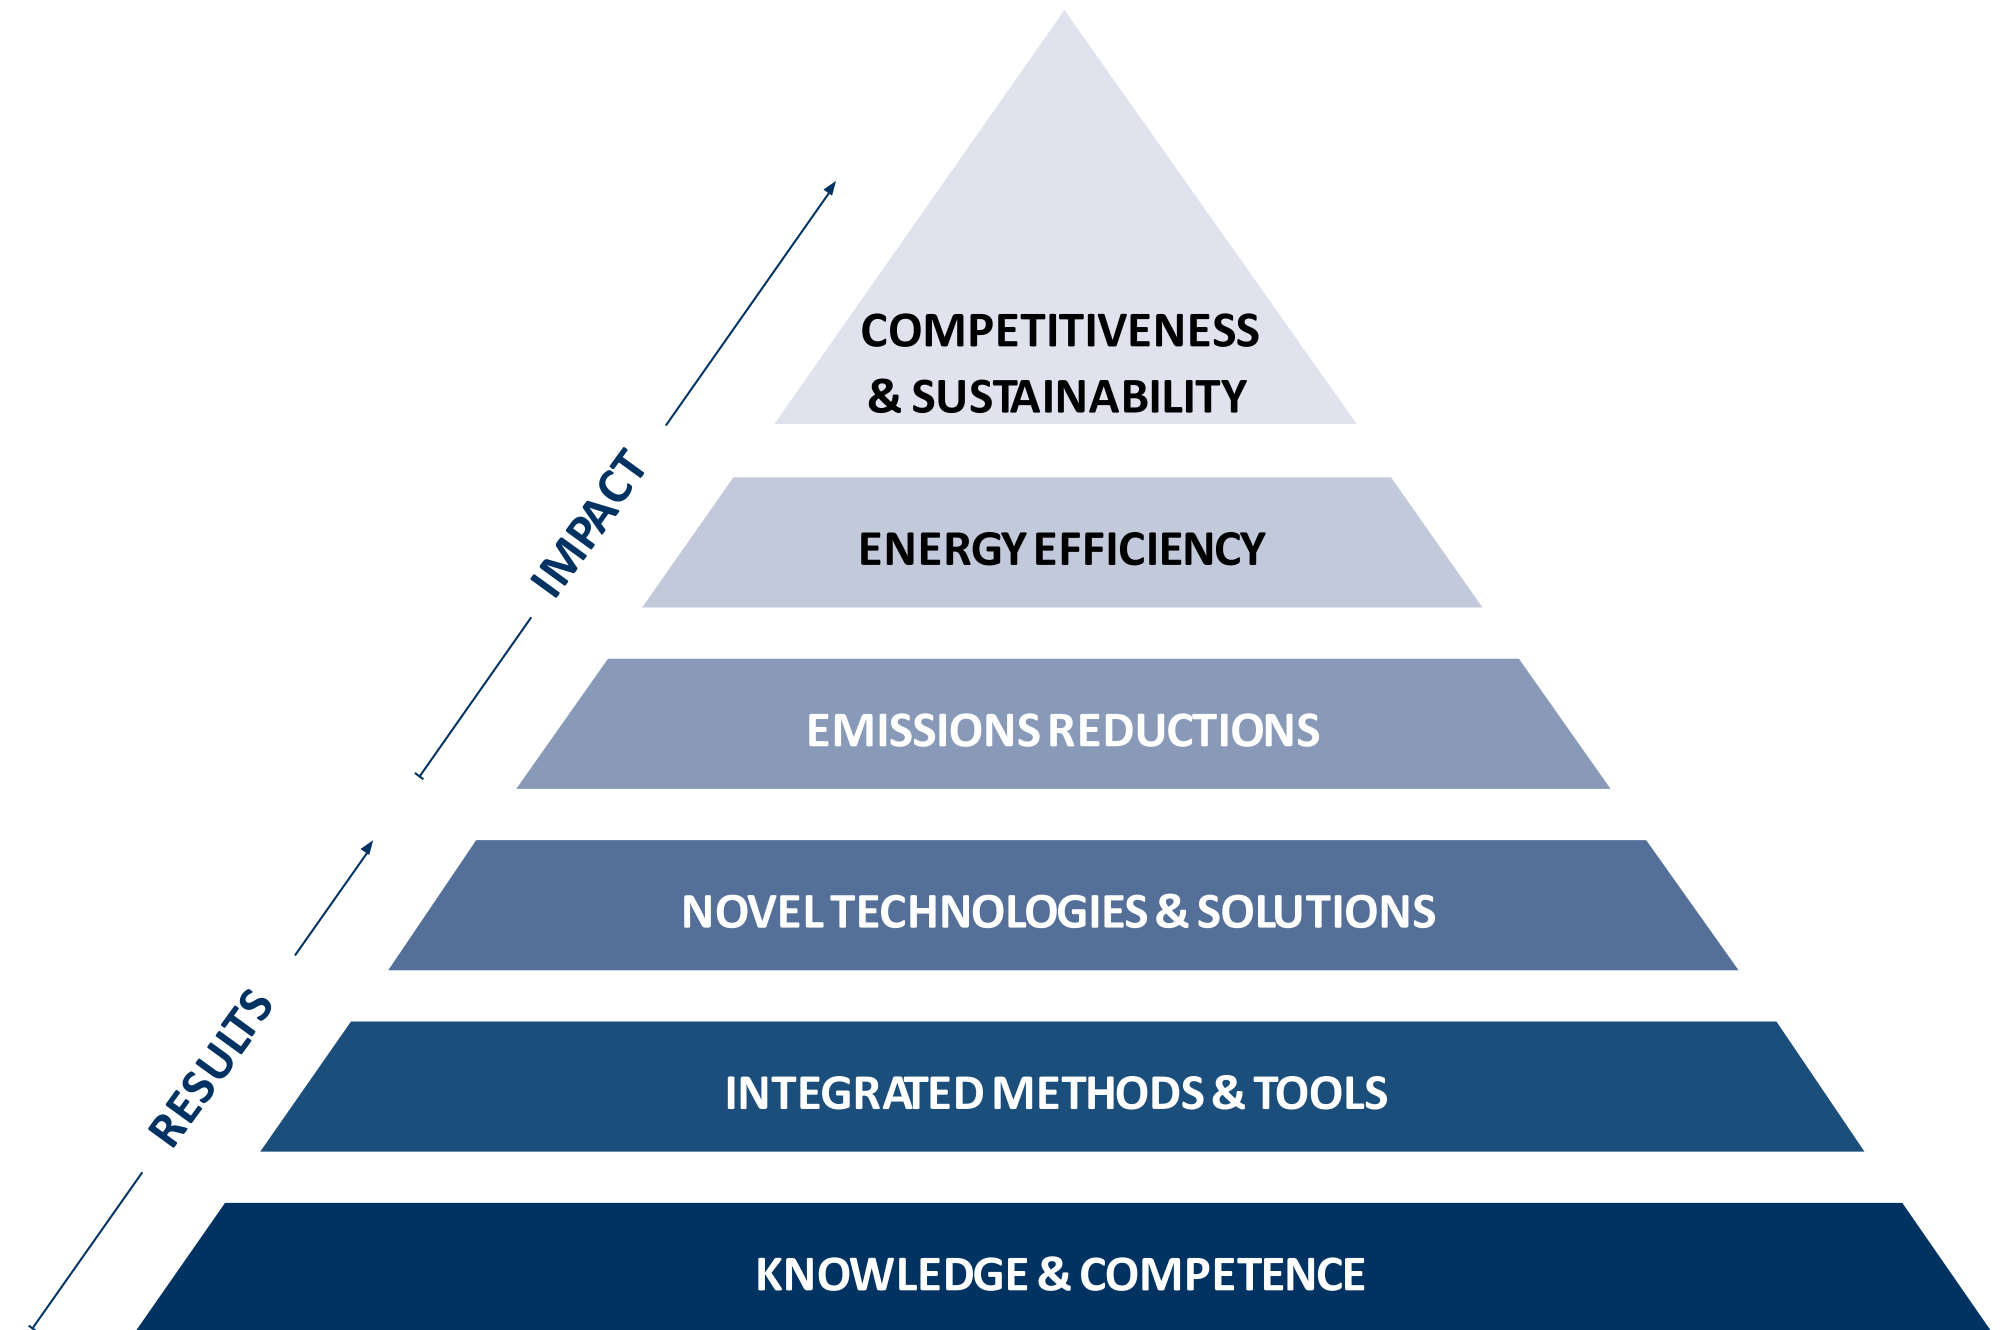 COMPETITIVENESS
& SUSTAINABILITY
IMPACT
ENERGY EFFICIENCY
EMISSIONS REDUCTIONS
NOVEL TECHNOLOGIES & SOLUTIONS
RESULTS
INTEGRATED METHODS & TOOLS
KNOWLEDGE & COMPETENCE